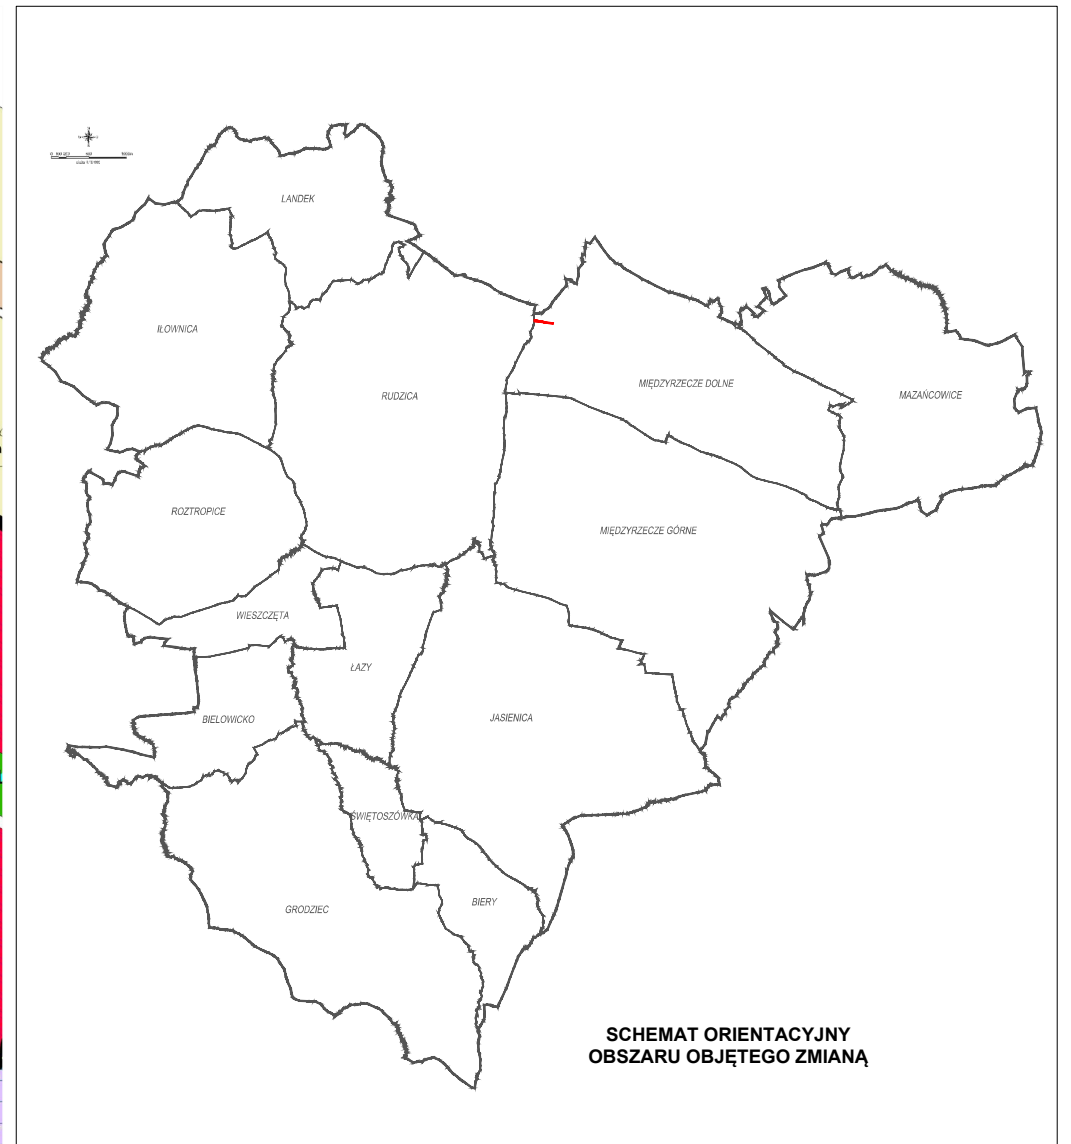 LANDEK
IŁOWNICA
RUDZICA
MIĘDZYRZECZE DOLNE
MAZAŃCOWICE
ROZTROPICE
MIĘDZYRZECZE GÓRNE
WIESZCZĘTA
ŁAZY
BIELOWICKO
JASIENICA
ŚWIĘTOSZÓWKA
GRODZIEC
BIERY
SCHEMAT ORIENTACYJNY
OBSZARU OBJĘTEGO ZMIANĄ